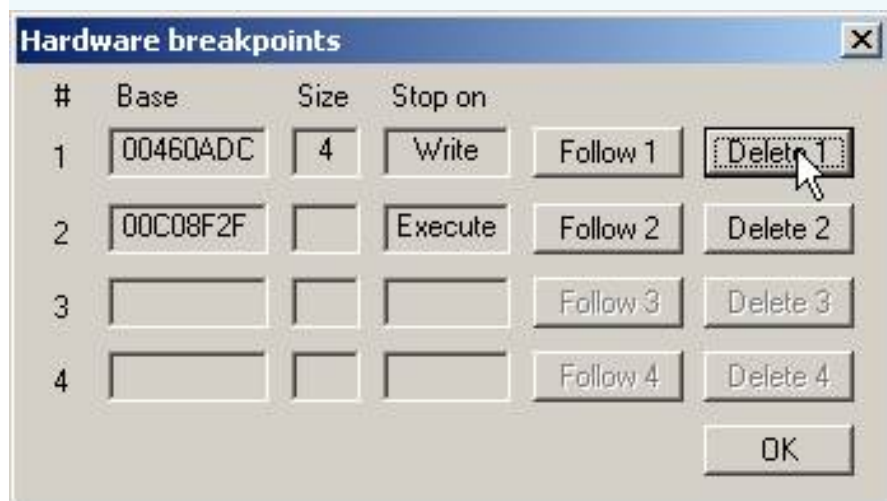 Hardware breakpoints
# Base Size Stop on
1 00460ADC 4 Write Follow 1 Delete 1
2 00C08F2F Execute Follow 2 Delete 2
3 Follow 3 Delete 3
4 Follow 4 Delete 4
OK